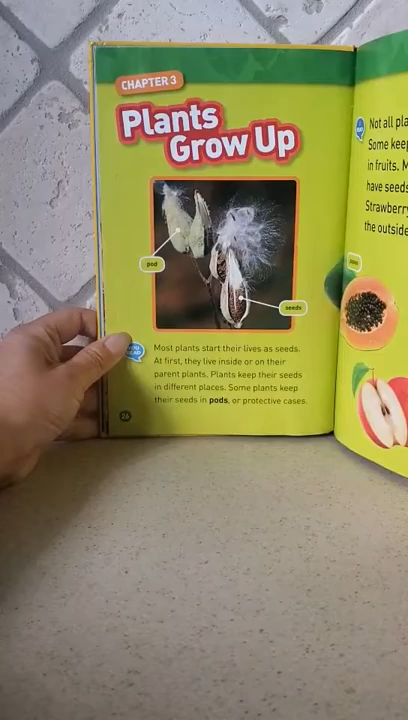 CHAPTER 3
Plants
Grow Up
pod
seeds
YOU READ
Most plants start their lives as seeds.
At first, they live inside or on their
parent plants. Plants keep their seeds
in different places. Some plants keep
their seeds in pods, or protective cases.
Not all pla
Some keep
in fruits. M
have seeds
Strawberry
the outside